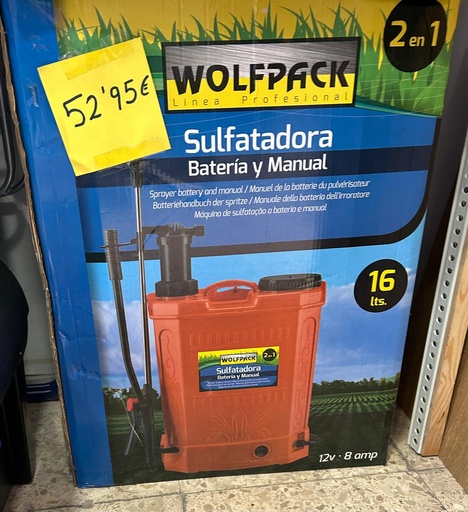 2 en 1
52'95€
WOLFPACK
Linea Profesional
Sulfatadora
Batería y Manual
Sprayer battery and manual / Manuel de la batterie du pulvérisateur
Batteriehandbuch der spritze / Manuale della batteria dell'irroratore
Máquina de sulfatação a bateria e manual
16
lts.
WOLFPACK
2 en 1
Sulfatadora
Batería y Manual
12v · 8 amp